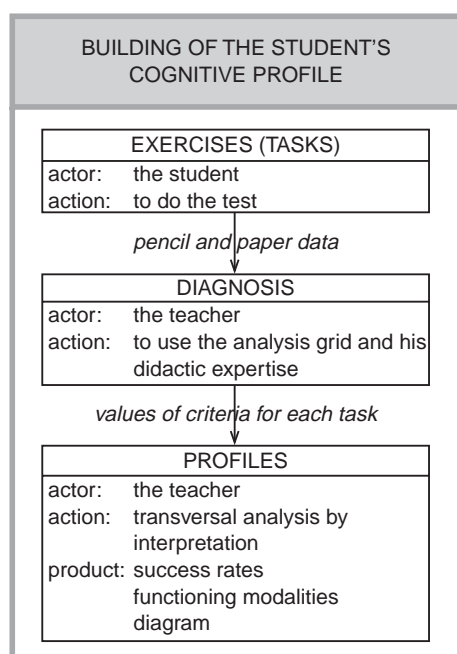 BUILDING OF THE STUDENT'S
COGNITIVE PROFILE
EXERCISES (TASKS)
actor: the student
action: to do the test
pencil and paper data
DIAGNOSIS
actor: the teacher
action: to use the analysis grid and his
didactic expertise
values of criteria for each task
PROFILES
actor: the teacher
action: transversal analysis by
interpretation
product: success rates
functioning modalities
diagram